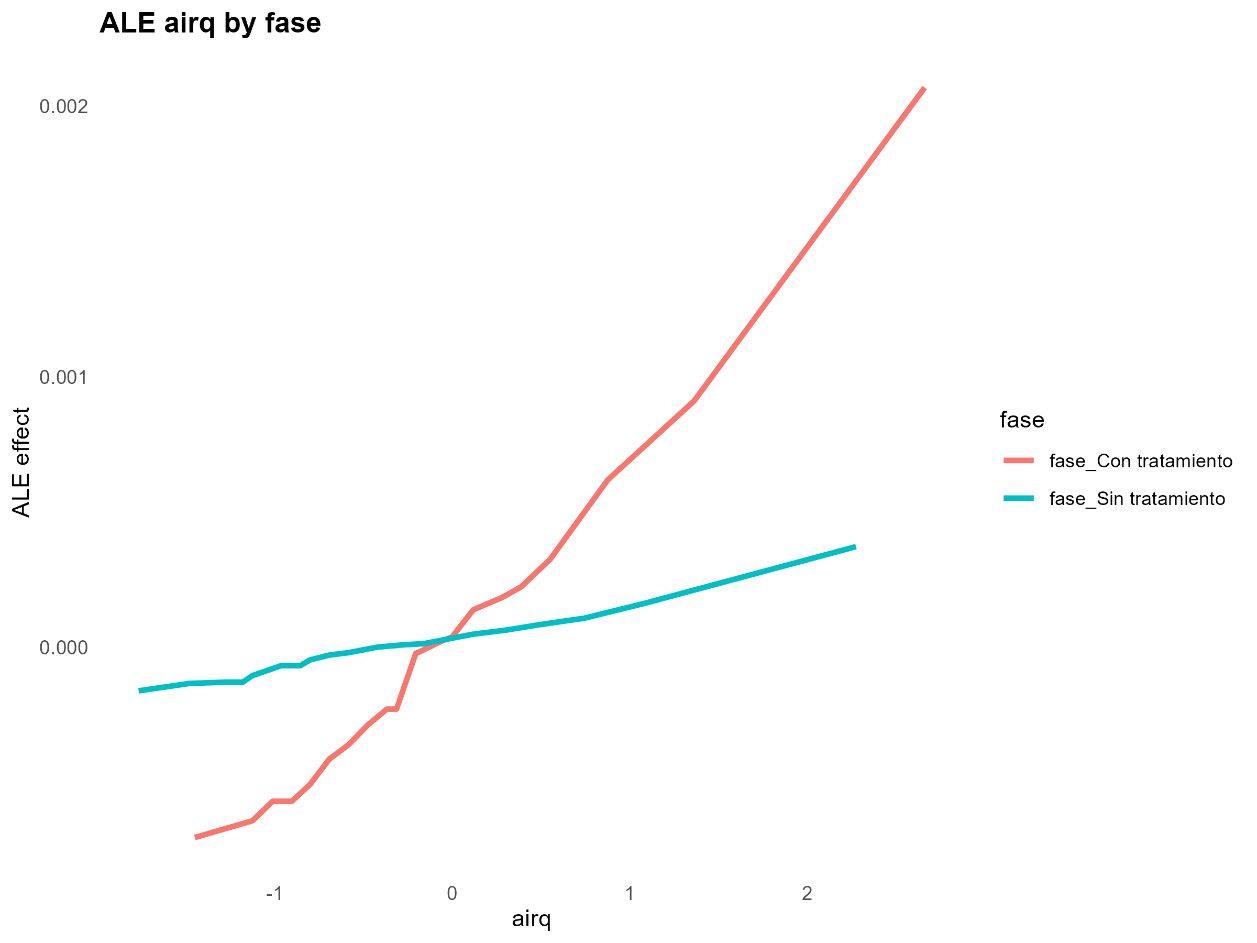 ALE airq by fase
0.002
0.001
0.000
ALE effect
-1
0
1
2
airq
fase
fase_Con tratamiento
fase_Sin tratamiento